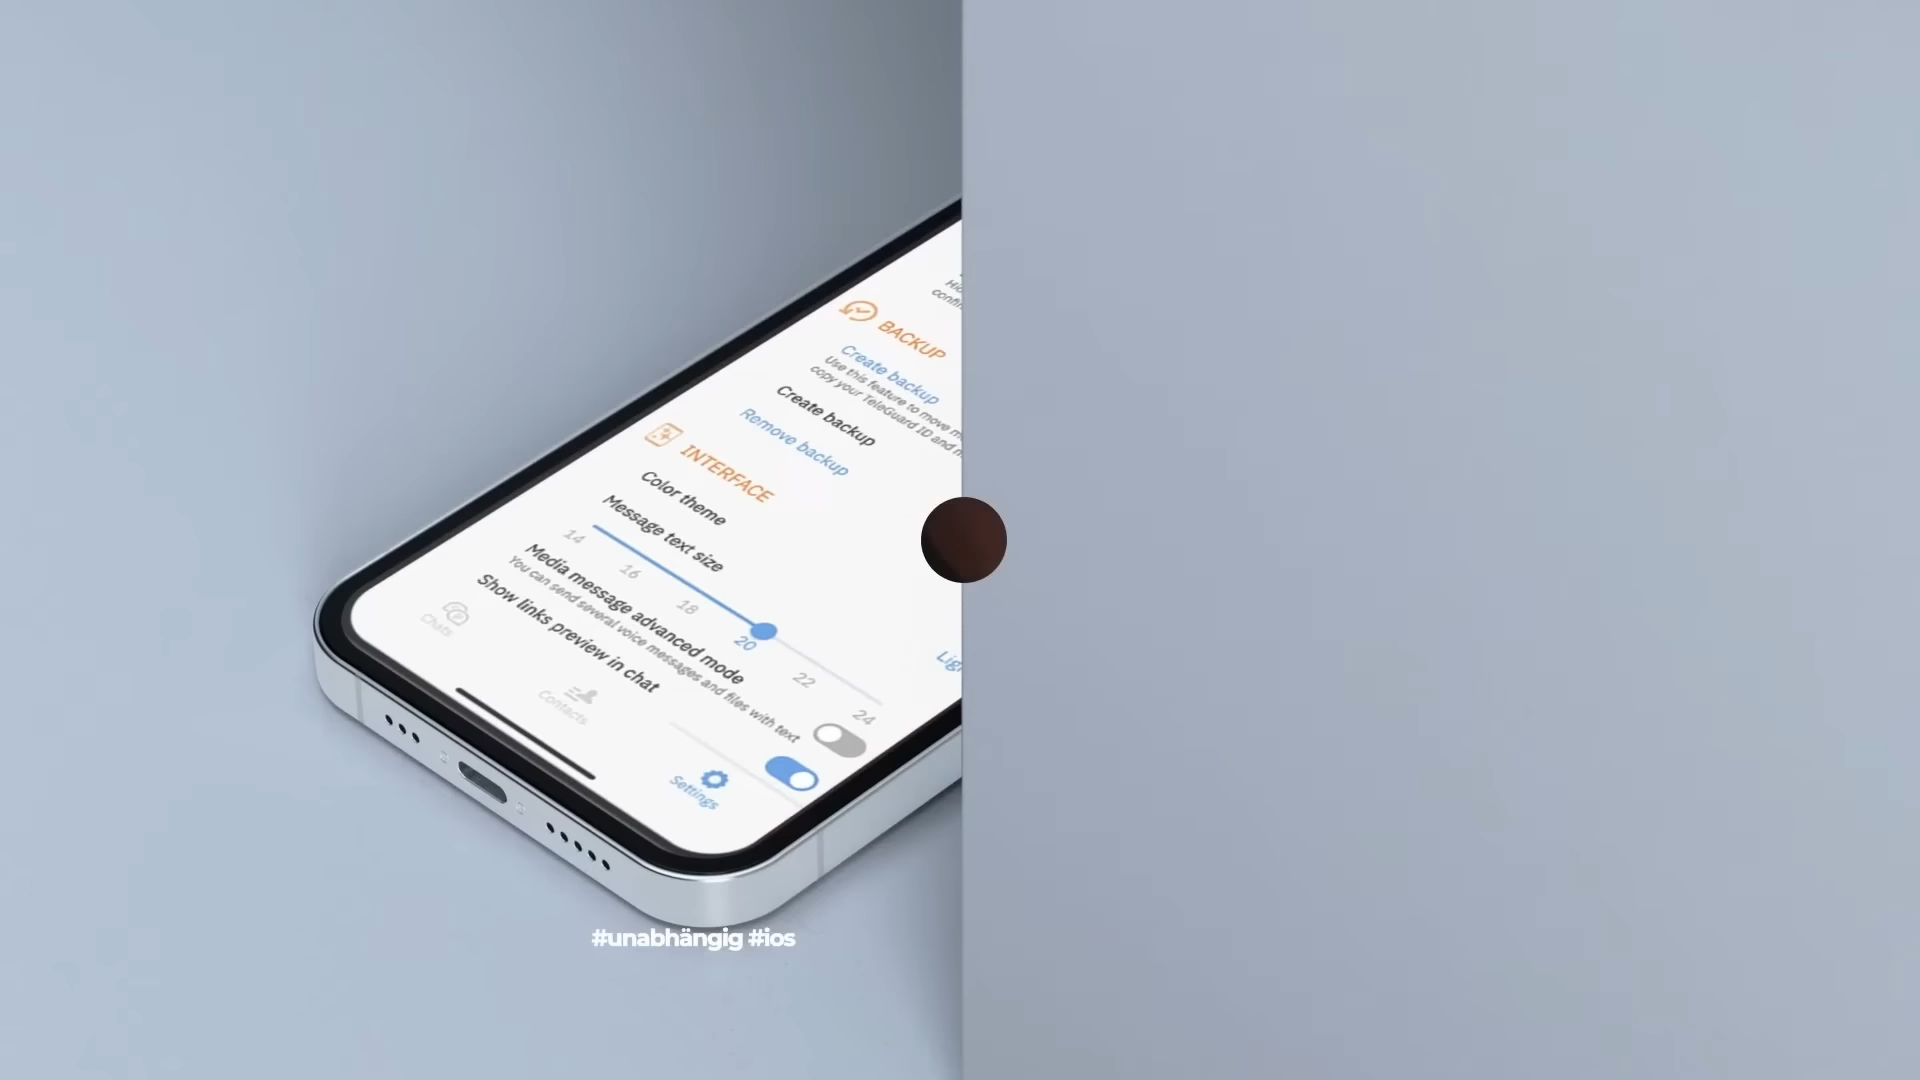 BACKUP
Create backup
Use this feature to move
copy your TeleGuard ID and
Create backup
Remove backup
INTERFACE
Color theme
Message text size
14 16 18 20 22 24
Media message advanced mode
You can send several voice messages and files with text
Show links preview in chat
Chats
Contacts
Settings
#unabhängig #ios